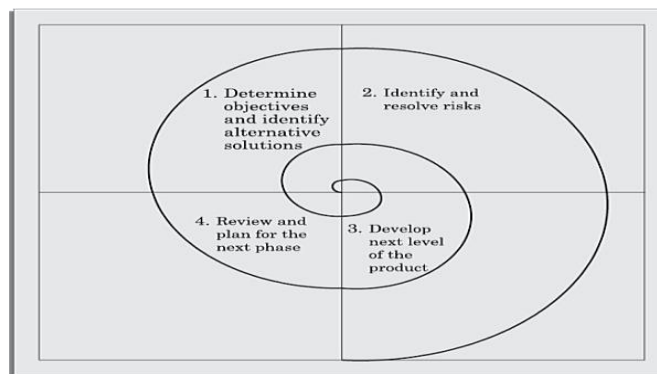 1. Determine
objectives
and identify
alternative
solutions
2. Identify and
resolve risks
4. Review and
plan for the
next phase
3. Develop
next level
of the
product